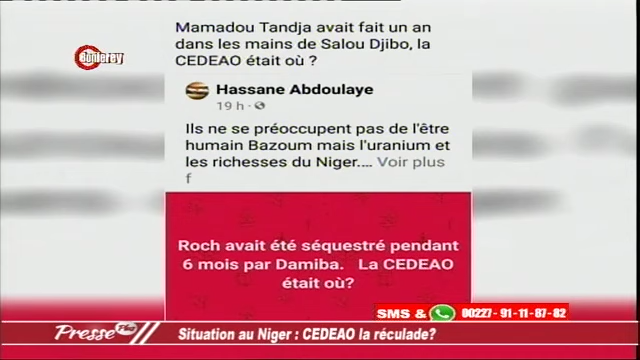 Mamadou Tandja avait fait un an
dans les mains de Salou Djibo, la
CEDEAO était où ?
Bonferey
Hassane Abdoulaye
19 h ·
Ils ne se préoccupent pas de l'être
humain Bazoum mais l'uranium et
les richesses du Niger.... Voir plus
f
Roch avait été séquestré pendant
6 mois par Damiba. La CEDEAO
était où?
SMS & 00227 - 91-11-87-82
Presse Plus
Situation au Niger : CEDEAO la réculade?